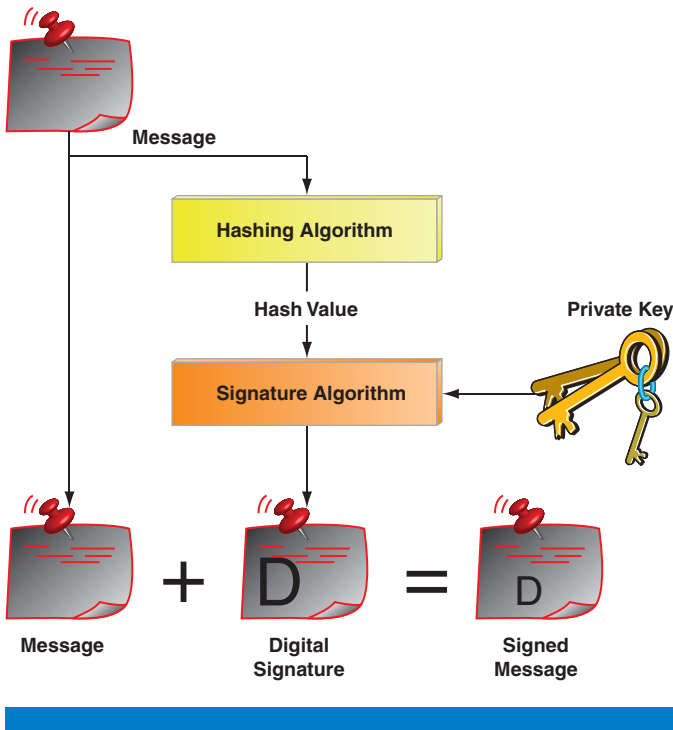 Message
Hashing Algorithm
Hash Value
Private Key
Signature Algorithm
D
D
+
=
Message
Digital
Signature
Signed
Message